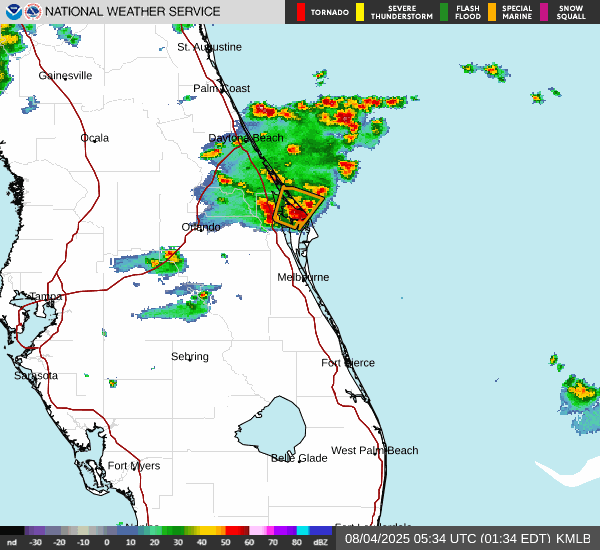 NATIONAL WEATHER SERVICE
TORNADO
SEVERE THUNDERSTORM
FLASH FLOOD
SPECIAL MARINE
SNOW SQUALL
St. Augustine
Gainesville
Palm Coast
Ocala
Daytona Beach
Orlando
Melbourne
Tampa
Sebring
Fort Pierce
Sarasota
West Palm Beach
Belle Glade
Fort Myers
nd -30 -20 -10 0 10 20 30 40 50 60 70 80 dBZ
08/04/2025 05:34 UTC (01:34 EDT) KMLB